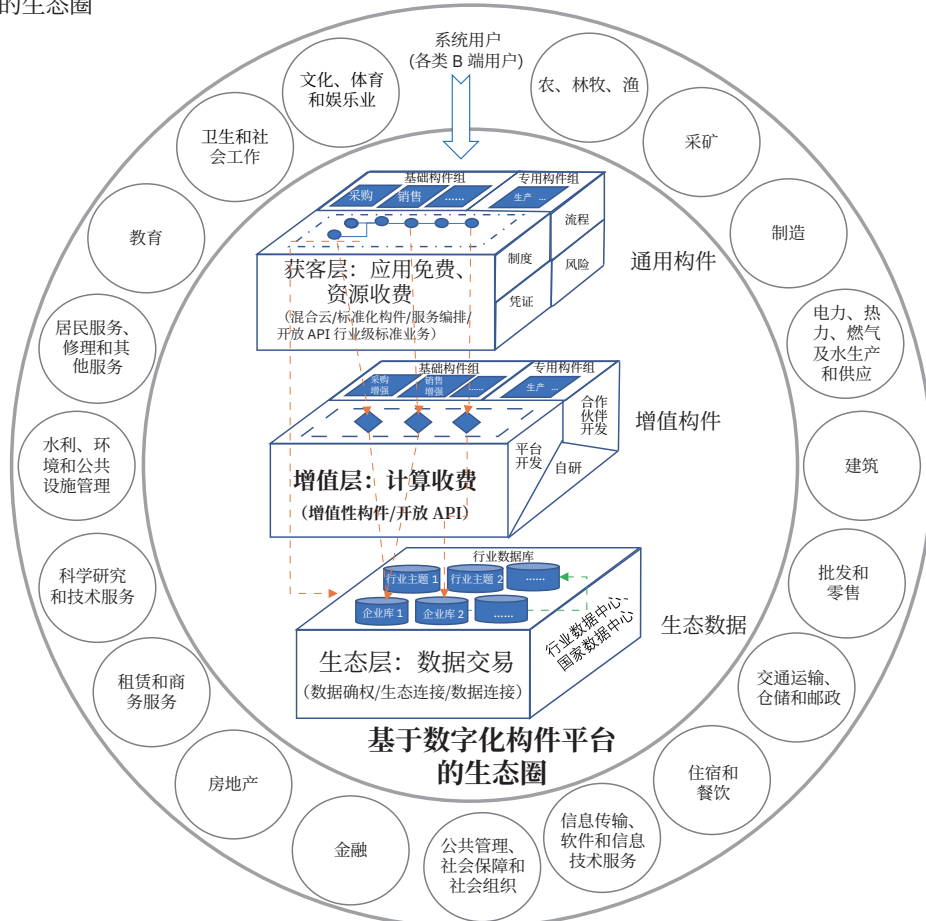 的生态圈
系统用户
(各类 B 端用户)
文化、体育
和娱乐业
农、林牧、渔
卫生和社
会工作
采矿
教育
制造
居民服务、
修理和其
他服务
电力、热
力、燃气
及水生产
和供应
水利、环
境和公共
设施管理
建筑
科学研究
和技术服务
批发和
零售
租赁和商
务服务
交通运输、
仓储和邮政
房地产
住宿和
餐饮
金融
公共管理、
社会保障和
社会组织
信息传输、
软件和信息
技术服务
基础构件组
专用构件组
采购
销售
……
生产 …
流程
制度
风险
凭证
通用构件
获客层：应用免费、
资源收费
（混合云/标准化构件/服务编排/
开放 API 行业级标准业务）
基础构件组
专用构件组
采购
增强
销售
增强
……
生产 …
合作
伙伴
开发
平台
开发
自研
增值构件
增值层：计算收费
（增值性构件/开放 API）
行业数据库
行业主题 1
行业主题 2
……
企业库 1
企业库 2
……
行业数据中心、
国家数据中心
生态数据
生态层：数据交易
（数据确权/生态连接/数据连接）
基于数字化构件平台
的生态圈